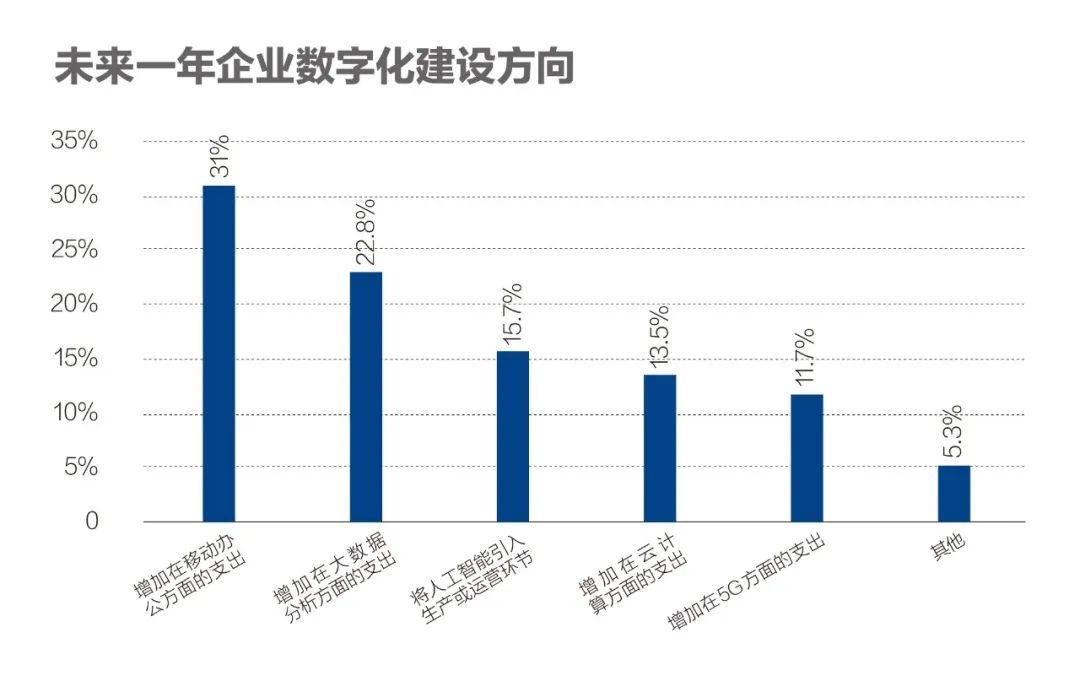 未来一年企业数字化建设方向
35%
30%
25%
20%
15%
10%
5%
0
31%
22.8%
15.7%
13.5%
11.7%
5.3%
增加在移动办
公方面的支出
增加在大数据
分析方面的支出
将人工智能引入
生产或运营环节
增加在云计
算方面的支出
增加在5G方面的支出
其他